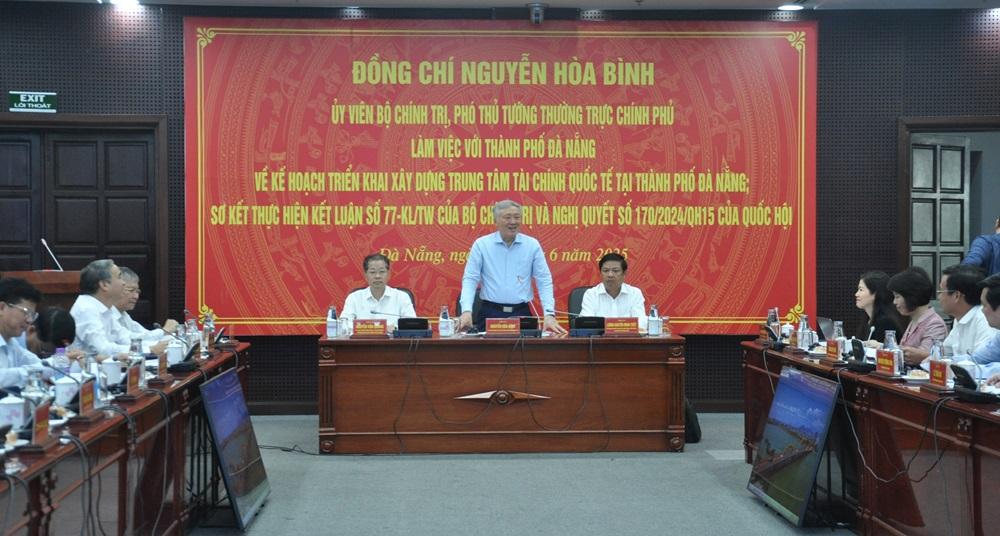 EXIT
LỐI THOÁT
ĐỒNG CHÍ NGUYỄN HÒA BÌNH
ỦY VIÊN BỘ CHÍNH TRỊ, PHÓ THỦ TƯỚNG THƯỜNG TRỰC CHÍNH PHỦ
LÀM VIỆC VỚI THÀNH PHỐ ĐÀ NẴNG
VỀ KẾ HOẠCH TRIỂN KHAI XÂY DỰNG TRUNG TÂM TÀI CHÍNH QUỐC TẾ TẠI THÀNH PHỐ ĐÀ NẴNG;
SƠ KẾT THỰC HIỆN KẾT LUẬN SỐ 77-KL/TW CỦA BỘ TRỊ VÀ NGHỊ QUYẾT SỐ 170/2024/QH15 CỦA QUỐC HỘI
Đà Nẵng, 6 năm 2025
NGUYỄN HÒA BÌNH